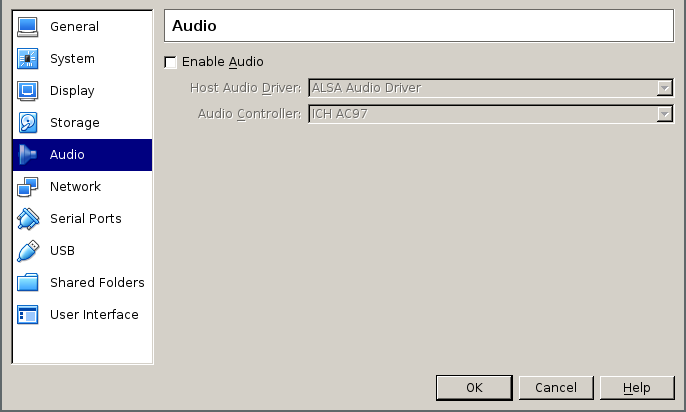 General
System
Display
Storage
Audio
Network
Serial Ports
USB
Shared Folders
User Interface
Audio
Enable Audio
Host Audio Driver: ALSA Audio Driver
Audio Controller: ICH AC97
OK Cancel Help